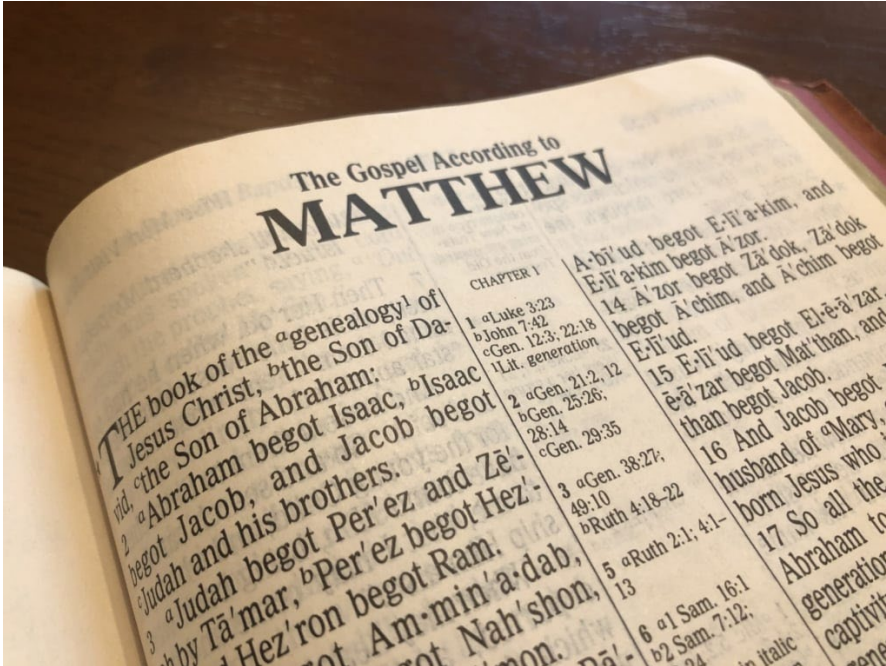 The Gospel According to
MATTHEW
THE book of the ᵃgenealogy¹ of
Jesus Christ, ᵇthe Son of Da-
vid, ᶜthe Son of Abraham:
2 ᵃAbraham begot Isaac, ᵇIsaac
begot Jacob, and Jacob begot
ᶜJudah and his brothers.
3 ᵃJudah begot Per'ez and Zē'-
by Tā'mar, ᵇPer'ez begot Hez'-
Hez'ron begot Ram.
Am·min'a·dab,
Nah'shon,
CHAPTER 1
1 ᵃLuke 3:23
ᵇJohn 7:42
ᶜGen. 12:3; 22:18
¹Lit. generation
2 ᵃGen. 21:2, 12
ᵇGen. 25:26;
28:14
ᶜGen. 29:35
3 ᵃGen. 38:27;
49:10
ᵇRuth 4:18–22
5 ᵃRuth 2:1; 4:1–
13
6 ᵃ1 Sam. 16:1
ᵇ2 Sam. 7:12;
italic
A·bī'ud begot E·lī'a·kim, and
E·lī'a·kim begot Ā'zor.
14 Ā'zor begot Zā'dok, Zā'dok
begot Ā'chim, and Ā'chim begot
E·lī'ud.
15 E·lī'ud begot El·ē·ā'zar,
ē·ā'zar begot Mat'than, and
than begot Jacob.
16 And Jacob begot
husband of ᵃMary,
born Jesus who
17 So all the
Abraham to
generation
captivit